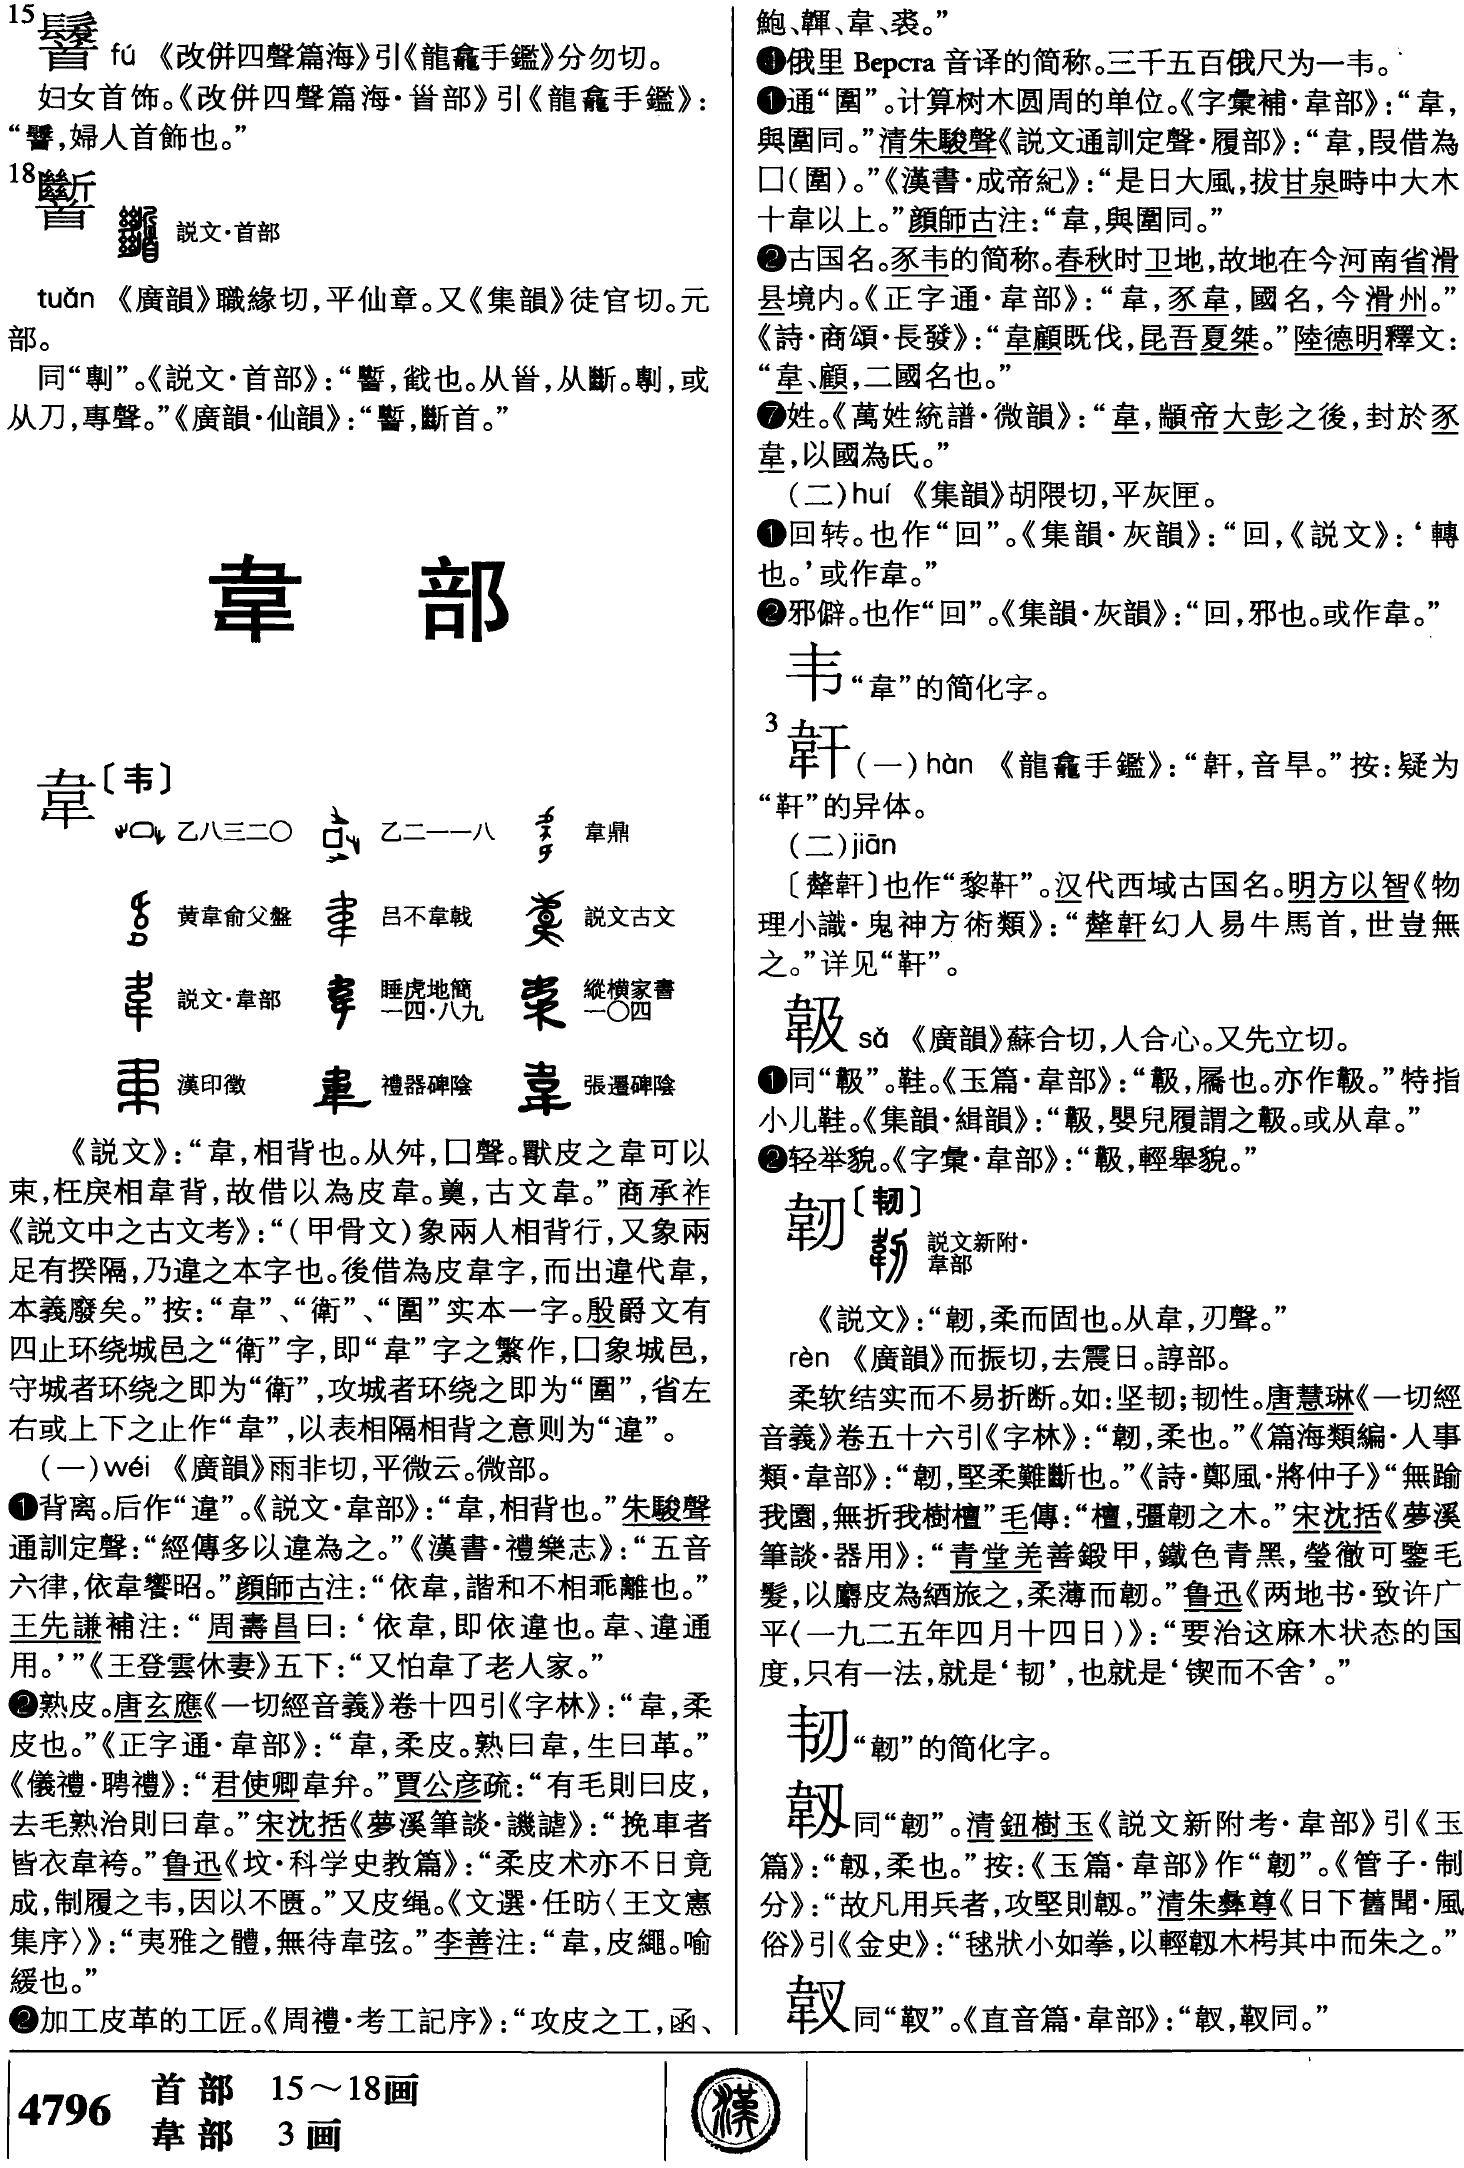 15
fú 《改併四聲篇海》引《龍龕手鑑》分勿切。
妇女首饰。《改併四聲篇海·𥄕部》引《龍龕手鑑》:
“,婦人首飾也。”
18
説文·首部
tuǎn 《廣韻》職緣切,平仙章。又《集韻》徒官切。元
部。
同“剸”。《説文·首部》:“,𢧵也。从𩠐,从斷。剸,或
从刀,專聲。”《廣韻·仙韻》:“,斷首。”
韋 部
韋〔韦〕
乙八三二〇 乙二一一八 韋鼎
黄韋俞父盤 吕不韋戟 説文古文
説文·韋部 睡虎地簡一四·八九 縱横家書一〇四
漢印徵 禮器碑陰 張遷碑陰
《説文》:“韋,相背也。从舛,囗聲。獸皮之韋可以
束,枉戾相韋背,故借以為皮韋。,古文韋。”商承祚
《説文中之古文考》:“(甲骨文)象兩人相背行,又象兩
足有揆隔,乃違之本字也。後借為皮韋字,而出違代韋,
本義廢矣。”按:“韋”、“衛”、“圍”实本一字。殷爵文有
四止环绕城邑之“衛”字,即“韋”字之繁作,囗象城邑,
守城者环绕之即为“衛”,攻城者环绕之即为“圍”,省左
右或上下之止作“韋”,以表相隔相背之意则为“違”。
(一)wéi 《廣韻》雨非切,平微云。微部。
❶背离。后作“違”。《説文·韋部》:“韋,相背也。”朱駿聲
通訓定聲:“經傳多以違為之。”《漢書·禮樂志》:“五音
六律,依韋饗昭。”顔師古注:“依韋,諧和不相乖離也。”
王先謙補注:“周壽昌曰:‘依韋,即依違也。韋、違通
用。’”《王登雲休妻》五下:“又怕韋了老人家。”
❷熟皮。唐玄應《一切經音義》卷十四引《字林》:“韋,柔
皮也。”《正字通·韋部》:“韋,柔皮。熟曰韋,生曰革。”
《儀禮·聘禮》:“君使卿韋弁。”賈公彦疏:“有毛則曰皮,
去毛熟治則曰韋。”宋沈括《夢溪筆談·譏謔》:“挽車者
皆衣韋袴。”鲁迅《坟·科学史教篇》:“柔皮术亦不日竟
成,制履之韦,因以不匮。”又皮绳。《文選·任昉〈王文憲
集序〉》:“夷雅之體,無待韋弦。”李善注:“韋,皮繩。喻
緩也。”
❷加工皮革的工匠。《周禮·考工記序》:“攻皮之工,函、
鮑、韗、韋、裘。”
俄里 Верста 音译的简称。三千五百俄尺为一韦。
❶通“圍”。计算树木圆周的单位。《字彙補·韋部》:“韋,
與圍同。”清朱駿聲《説文通訓定聲·履部》:“韋,叚借為
囗(圍)。”《漢書·成帝紀》:“是日大風,拔甘泉畤中大木
十韋以上。”顔師古注:“韋,與圍同。”
❷古国名。豕韦的简称。春秋时卫地,故地在今河南省滑
县境内。《正字通·韋部》:“韋,豕韋,國名,今滑州。”
《詩·商頌·長發》:“韋顧既伐,昆吾夏桀。”陸德明釋文:
“韋、顧,二國名也。”
❼姓。《萬姓統譜·微韻》:“韋,顓帝大彭之後,封於豕
韋,以國為氏。”
(二)huí 《集韻》胡隈切,平灰匣。
❶回转。也作“回”。《集韻·灰韻》:“回,《説文》:‘轉
也。’或作韋。”
❷邪僻。也作“回”。《集韻·灰韻》:“回,邪也。或作韋。”
韦“韋”的简化字。
3
䩠(一)hàn 《龍龕手鑑》:“,音旱。”按:疑为
“靬”的异体。
(二)jiān
〔〕也作“黎靬”。汉代西域古国名。明方以智《物
理小識·鬼神方術類》:“幻人易牛馬首,世豈無
之。”详见“靬”。
sǎ 《廣韻》蘇合切,入合心。又先立切。
❶同“靸”。鞋。《玉篇·韋部》:“,屩也。亦作靸。”特指
小儿鞋。《集韻·緝韻》:“靸,嬰兒履謂之靸。或从韋。”
❷轻举貌。《字彙·韋部》:“,輕舉貌。”
韌〔韧〕
説文新附·韋部
《説文》:“韌,柔而固也。从韋,刃聲。”
rèn 《廣韻》而振切,去震日。諄部。
柔软结实而不易折断。如:坚韧;韧性。唐慧琳《一切經
音義》卷五十六引《字林》:“韌,柔也。”《篇海類編·人事
類·韋部》:“韌,堅柔難斷也。”《詩·鄭風·將仲子》“無踰
我園,無折我樹檀”毛傳:“檀,彊韌之木。”宋沈括《夢溪
筆談·器用》:“青堂羌善鍛甲,鐵色青黑,瑩徹可鑒毛
髮,以麝皮為綇旅之,柔薄而韌。”鲁迅《两地书·致许广
平(一九二五年四月十四日)》:“要治这麻木状态的国
度,只有一法,就是‘韧’,也就是‘锲而不舍’。”
韧“韌”的简化字。
同“韌”。清鈕樹玉《説文新附考·韋部》引《玉
篇》:“,柔也。”按:《玉篇·韋部》作“韌”。《管子·制
分》:“故凡用兵者,攻堅則。”清朱彝尊《日下舊聞·風
俗》引《金史》:“毬狀小如拳,以輕木枵其中而朱之。”
同“靫”。《直音篇·韋部》:“,靫同。”
4796 首部 15～18画
韋部 3画
漢